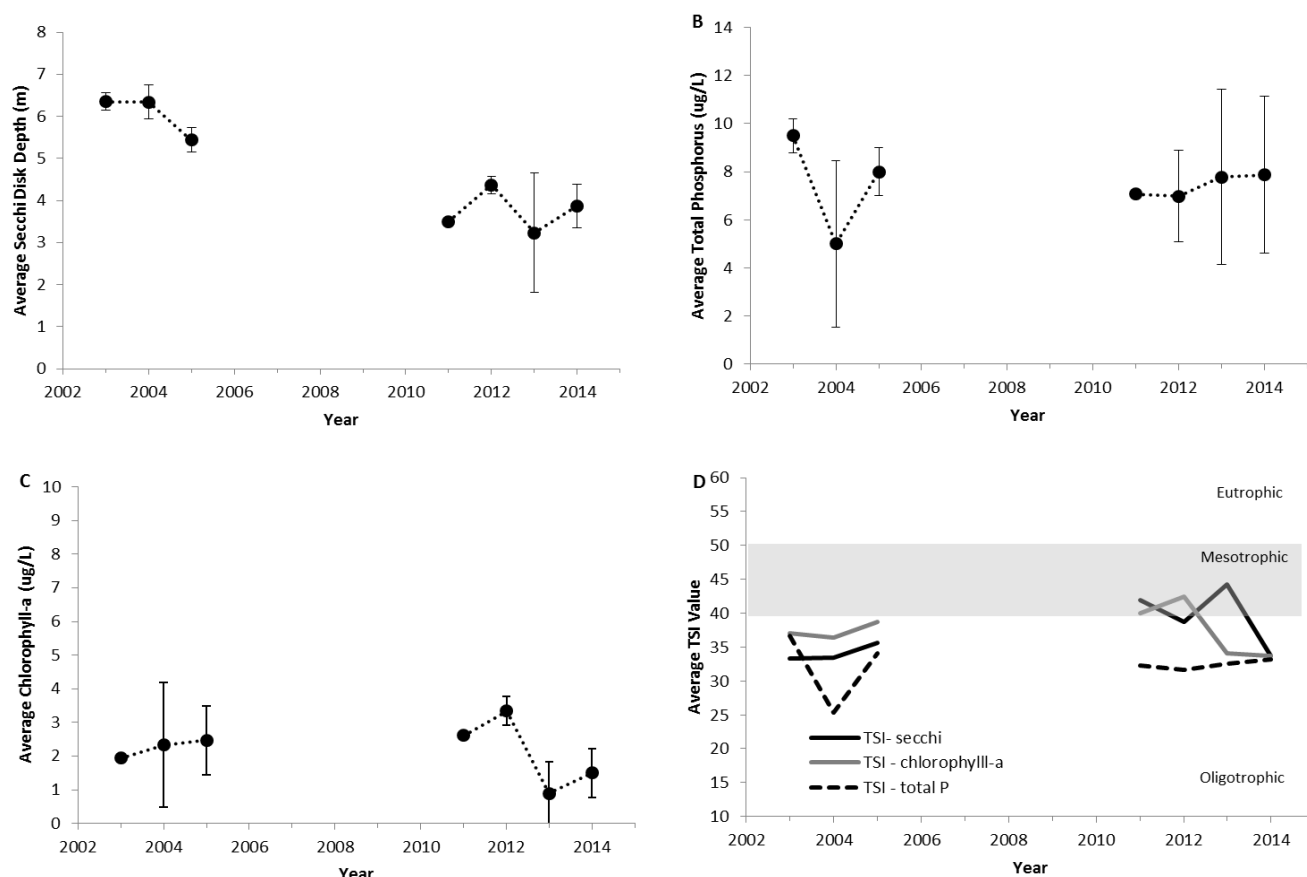 8
7
6
5
4
3
2
1
0
Average Secchi Disk Depth (m)
2002 2004 2006 2008 2010 2012 2014
Year
B
14
12
10
8
6
4
2
0
Average Total Phosphorus (ug/L)
2002 2004 2006 2008 2010 2012 2014
Year
C
10
9
8
7
6
5
4
3
2
1
0
Average Chlorophyll-a (ug/L)
2002 2004 2006 2008 2010 2012 2014
Year
D
60
55
50
45
40
35
30
25
20
15
10
Average TSI Value
Eutrophic
Mesotrophic
TSI- secchi
TSI - chlorophylll-a
TSI - total P
Oligotrophic
2002 2004 2006 2008 2010 2012 2014
Year